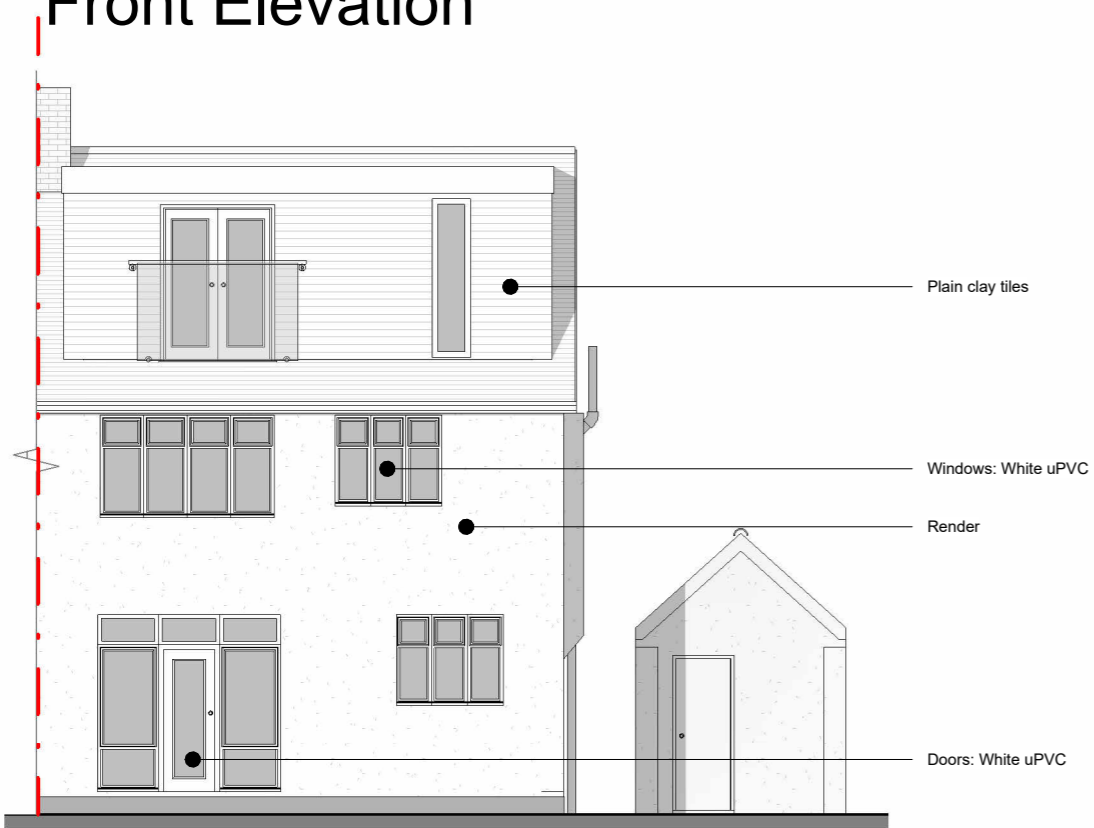 Front Elevation
Plain clay tiles
Windows: White uPVC
Render
Doors: White uPVC